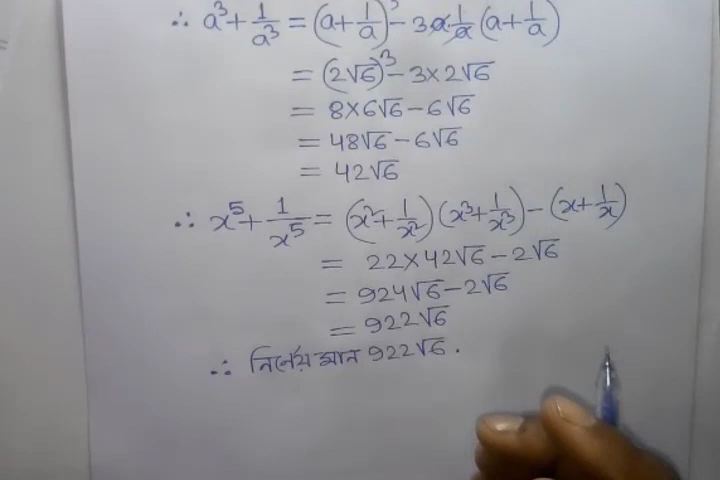 ∴ a³ + 1/a³ = (a + 1/a)³ - 3a·1/a (a + 1/a)
= (2√6)³ - 3×2√6
= 8×6√6 - 6√6
= 48√6 - 6√6
= 42√6
∴ x⁵ + 1/x⁵ = (x² + 1/x²)(x³ + 1/x³) - (x + 1/x)
= 22×42√6 - 2√6
= 924√6 - 2√6
= 922√6
∴ নির্ণেয় মান 922√6.